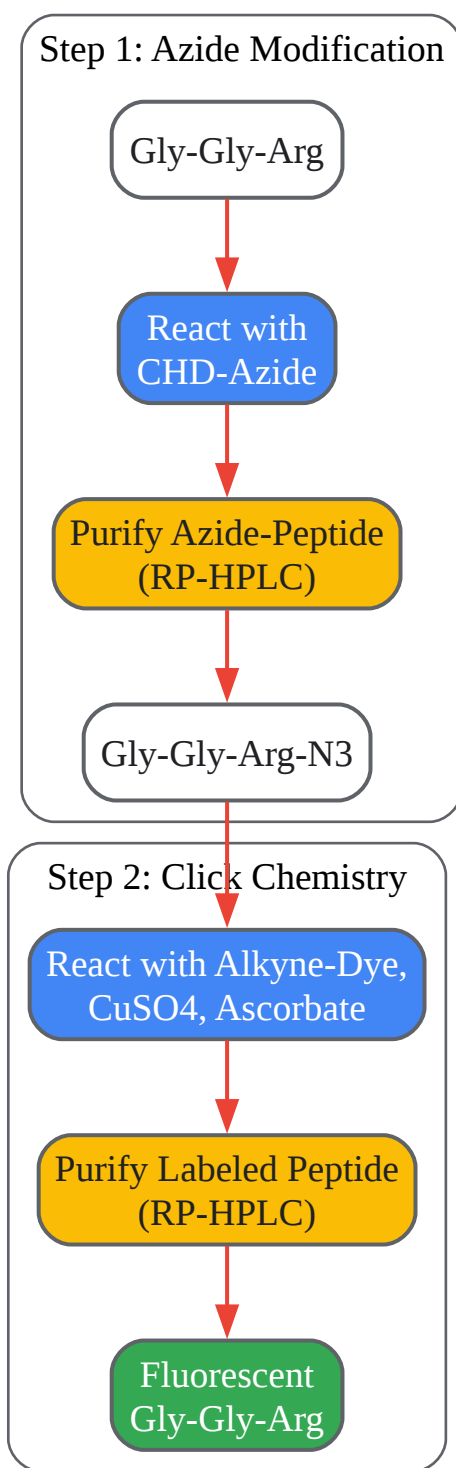 Step 1: Azide Modification
Gly-Gly-Arg
React with
CHD-Azide
Purify Azide-Peptide
(RP-HPLC)
Gly-Gly-Arg-N3
Step 2: Click Chemistry
React with Alkyne-Dye,
CuSO4, Ascorbate
Purify Labeled Peptide
(RP-HPLC)
Fluorescent
Gly-Gly-Arg